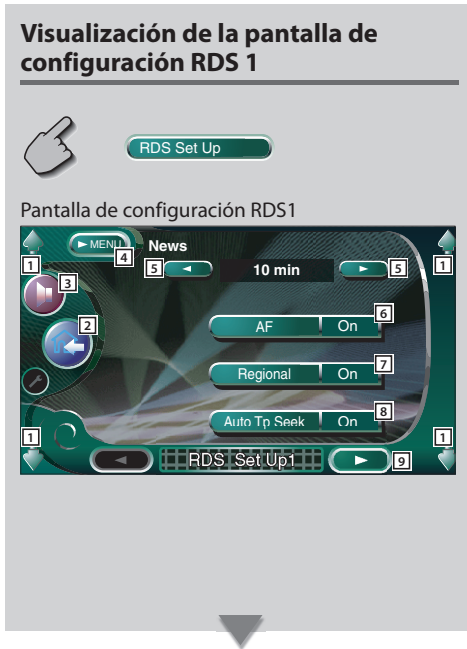 Visualización de la pantalla de
configuración RDS 1
RDS Set Up
Pantalla de configuración RDS1
1 ►MENU 4 News 1
3 5 ◄ 10 min ► 5
2 6
AF On
7
Regional On
8
Auto Tp Seek On
1 1
◄ RDS Set Up1 ► 9